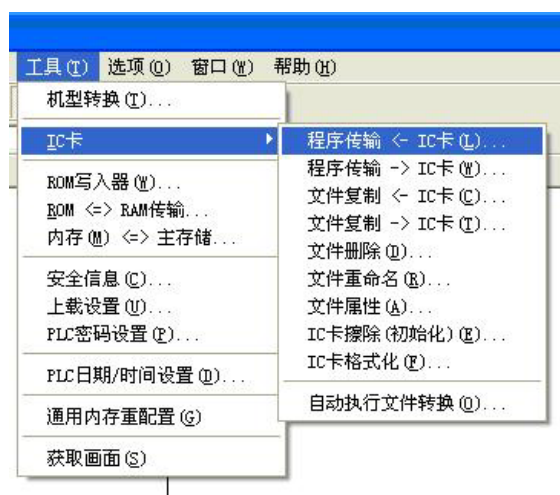 工具(T) 选项(O) 窗口(W) 帮助(H)
机型转换(T)...
IC卡
ROM写入器(W)...
ROM <=> RAM传输...
内存(M) <=> 主存储...
安全信息(C)...
上载设置(U)...
PLC密码设置(P)...
PLC日期/时间设置(D)...
通用内存重配置(G)
获取画面(S)
程序传输 <- IC卡(L)...
程序传输 -> IC卡(W)...
文件复制 <- IC卡(C)...
文件复制 -> IC卡(T)...
文件删除(D)...
文件重命名(R)...
文件属性(A)...
IC卡擦除(初始化)(E)...
IC卡格式化(F)...
自动执行文件转换(O)...